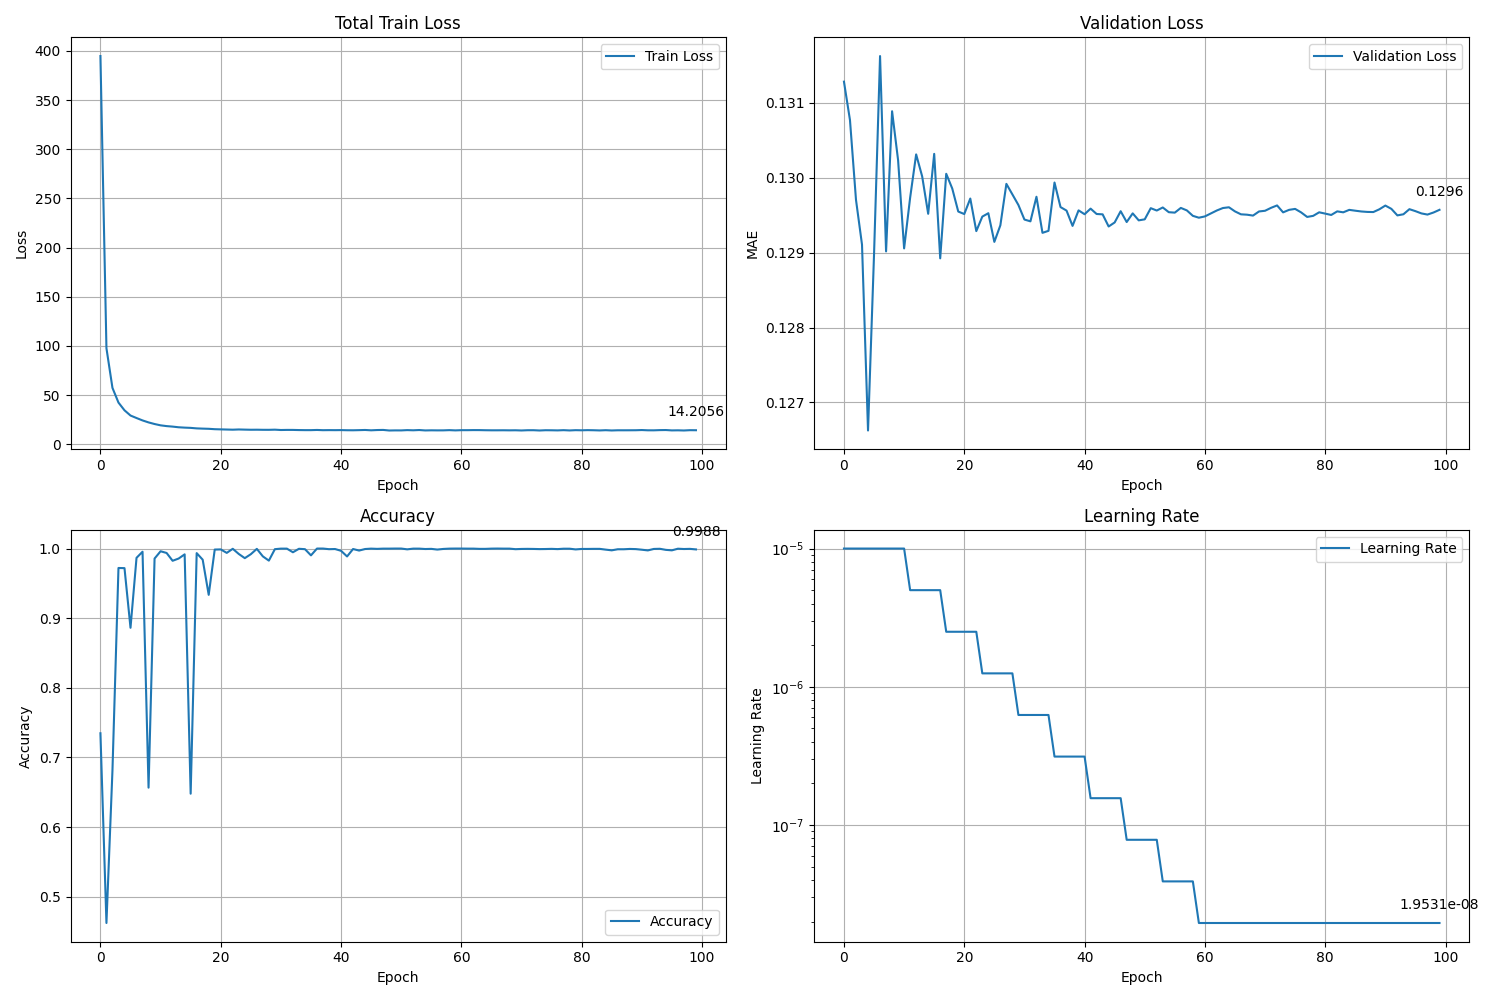 Total Train Loss
400
350
300
250
200
150
100
50
0
Loss
Train Loss
14.2056
0 20 40 60 80 100
Epoch
Validation Loss
0.131
0.130
0.129
0.128
0.127
MAE
Validation Loss
0.1296
0 20 40 60 80 100
Epoch
Accuracy
0.9988
1.0
0.9
0.8
0.7
0.6
0.5
Accuracy
Accuracy
0 20 40 60 80 100
Epoch
Learning Rate
10⁻⁵
10⁻⁶
10⁻⁷
Learning Rate
Learning Rate
1.9531e-08
0 20 40 60 80 100
Epoch